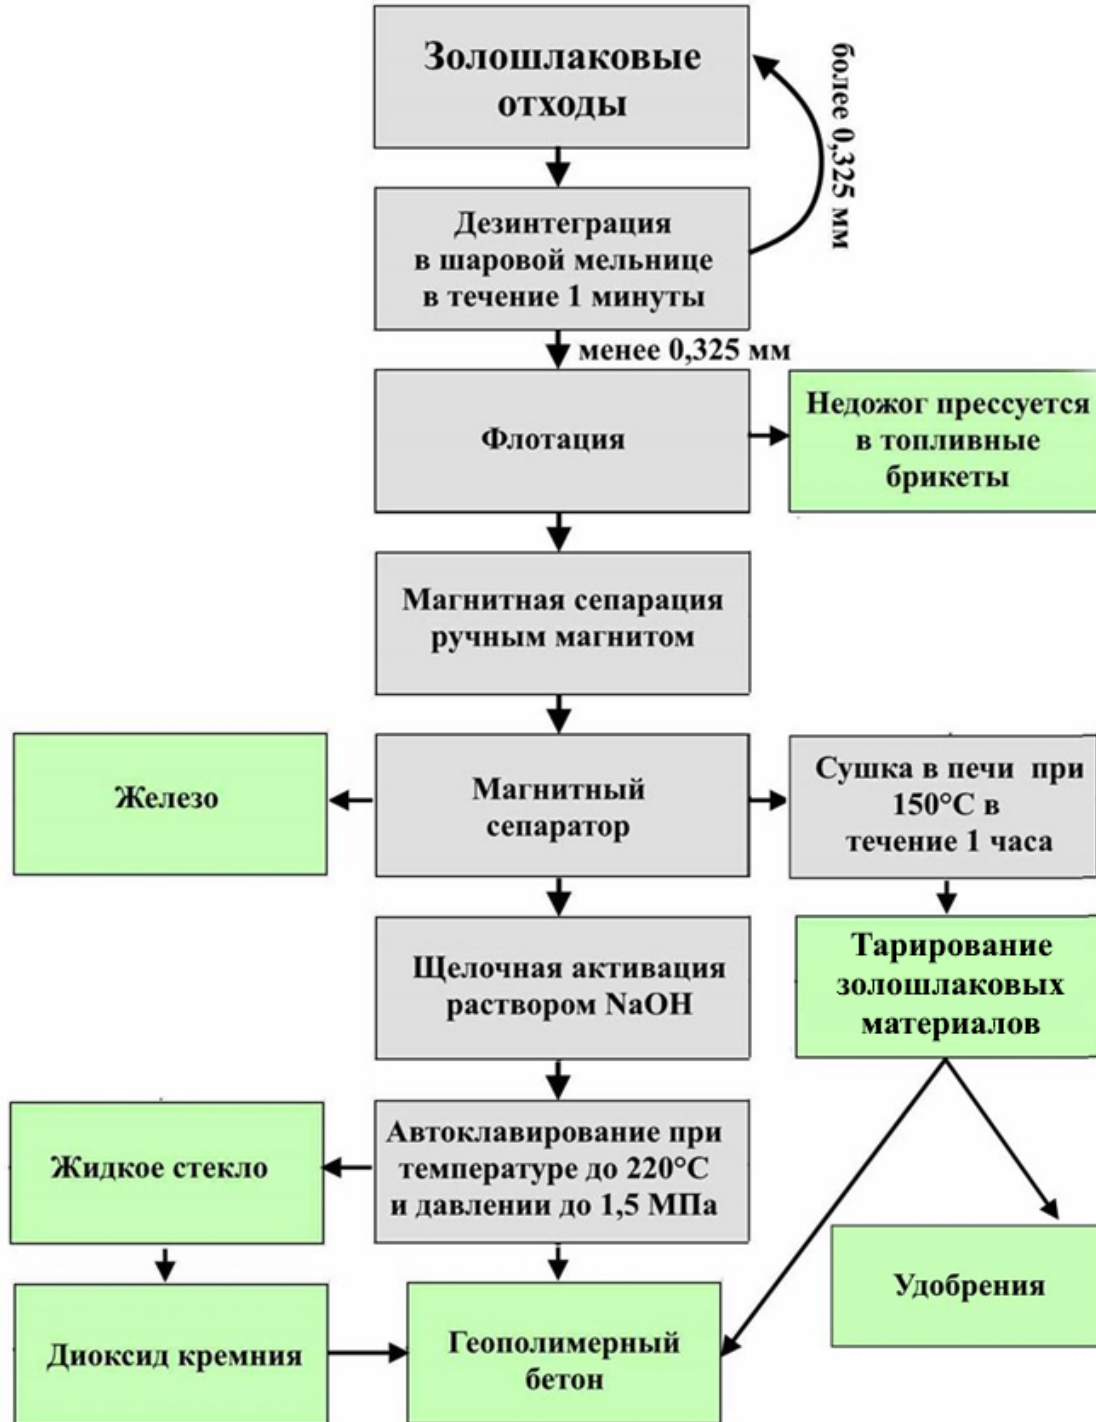 Золошлаковые
отходы
более 0,325 мм
Дезинтеграция
в шаровой мельнице
в течение 1 минуты
менее 0,325 мм
Флотация
Недожог прессуется
в топливные
брикеты
Магнитная сепарация
ручным магнитом
Железо
Магнитный
сепаратор
Сушка в печи при
150°С в
течение 1 часа
Щелочная активация
раствором NaOH
Тарирование
золошлаковых
материалов
Жидкое стекло
Автоклавирование при
температуре до 220°С
и давлении до 1,5 МПа
Удобрения
Диоксид кремния
Геополимерный
бетон